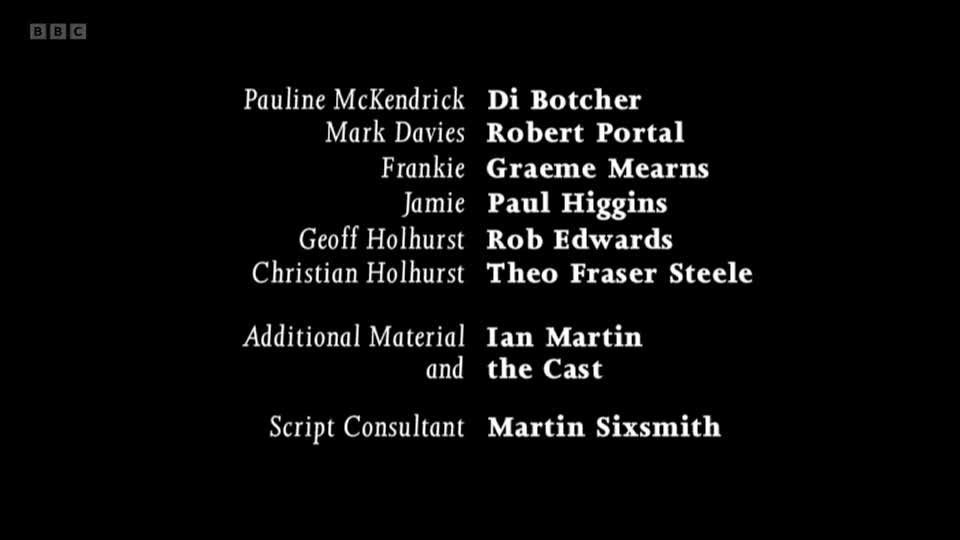 BBC
Pauline McKendrick Di Botcher
Mark Davies Robert Portal
Frankie Graeme Mearns
Jamie Paul Higgins
Geoff Holhurst Rob Edwards
Christian Holhurst Theo Fraser Steele
Additional Material Ian Martin
and the Cast
Script Consultant Martin Sixsmith